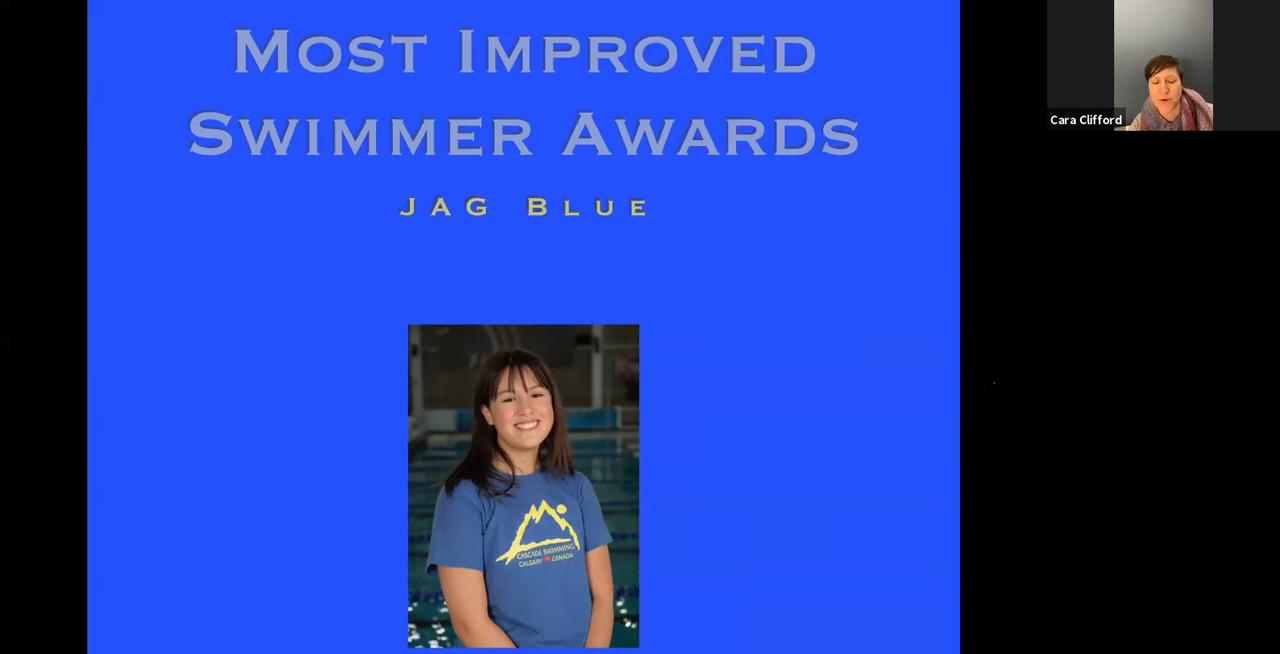 MOST IMPROVED
SWIMMER AWARDS
JAG BLUE
Cara Clifford
CASCADE SWIMMING
CALGARY CANADA